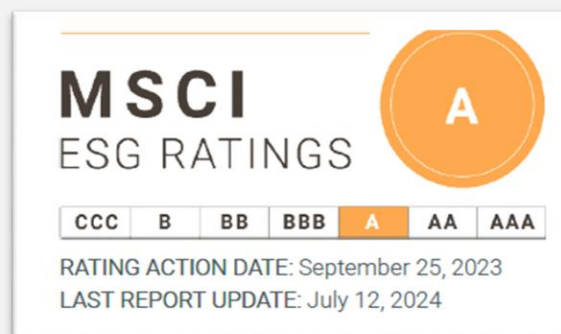 MSCI
ESG RATINGS
A
CCC B BB BBB A AA AAA
RATING ACTION DATE: September 25, 2023
LAST REPORT UPDATE: July 12, 2024